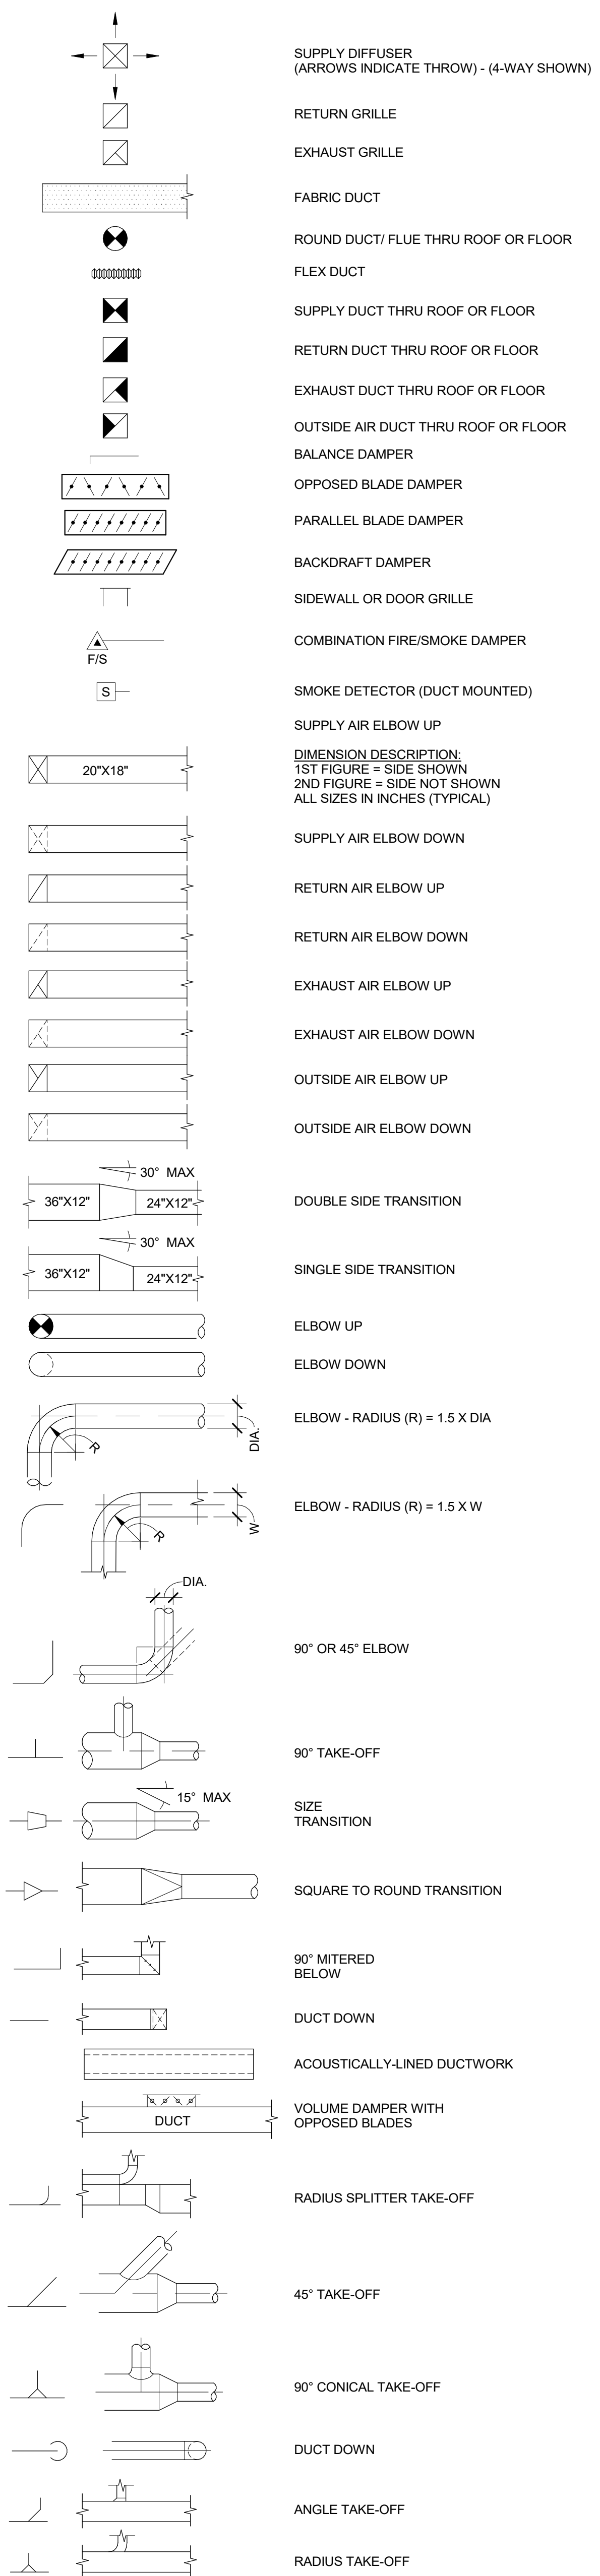 SUPPLY DIFFUSER
(ARROWS INDICATE THROW) - (4-WAY SHOWN)
RETURN GRILLE
EXHAUST GRILLE
FABRIC DUCT
ROUND DUCT/ FLUE THRU ROOF OR FLOOR
FLEX DUCT
SUPPLY DUCT THRU ROOF OR FLOOR
RETURN DUCT THRU ROOF OR FLOOR
EXHAUST DUCT THRU ROOF OR FLOOR
OUTSIDE AIR DUCT THRU ROOF OR FLOOR
BALANCE DAMPER
OPPOSED BLADE DAMPER
PARALLEL BLADE DAMPER
BACKDRAFT DAMPER
SIDEWALL OR DOOR GRILLE
COMBINATION FIRE/SMOKE DAMPER
F/S
S
SMOKE DETECTOR (DUCT MOUNTED)
SUPPLY AIR ELBOW UP
20"X18"
DIMENSION DESCRIPTION:
1ST FIGURE = SIDE SHOWN
2ND FIGURE = SIDE NOT SHOWN
ALL SIZES IN INCHES (TYPICAL)
SUPPLY AIR ELBOW DOWN
RETURN AIR ELBOW UP
RETURN AIR ELBOW DOWN
EXHAUST AIR ELBOW UP
EXHAUST AIR ELBOW DOWN
OUTSIDE AIR ELBOW UP
OUTSIDE AIR ELBOW DOWN
30° MAX
36"X12"
24"X12"
DOUBLE SIDE TRANSITION
30° MAX
36"X12"
24"X12"
SINGLE SIDE TRANSITION
ELBOW UP
ELBOW DOWN
R
DIA.
ELBOW - RADIUS (R) = 1.5 X DIA
R
W
ELBOW - RADIUS (R) = 1.5 X W
DIA.
90° OR 45° ELBOW
90° TAKE-OFF
15° MAX
SIZE
TRANSITION
SQUARE TO ROUND TRANSITION
90° MITERED
BELOW
DUCT DOWN
ACOUSTICALLY-LINED DUCTWORK
DUCT
VOLUME DAMPER WITH
OPPOSED BLADES
RADIUS SPLITTER TAKE-OFF
45° TAKE-OFF
90° CONICAL TAKE-OFF
DUCT DOWN
ANGLE TAKE-OFF
RADIUS TAKE-OFF